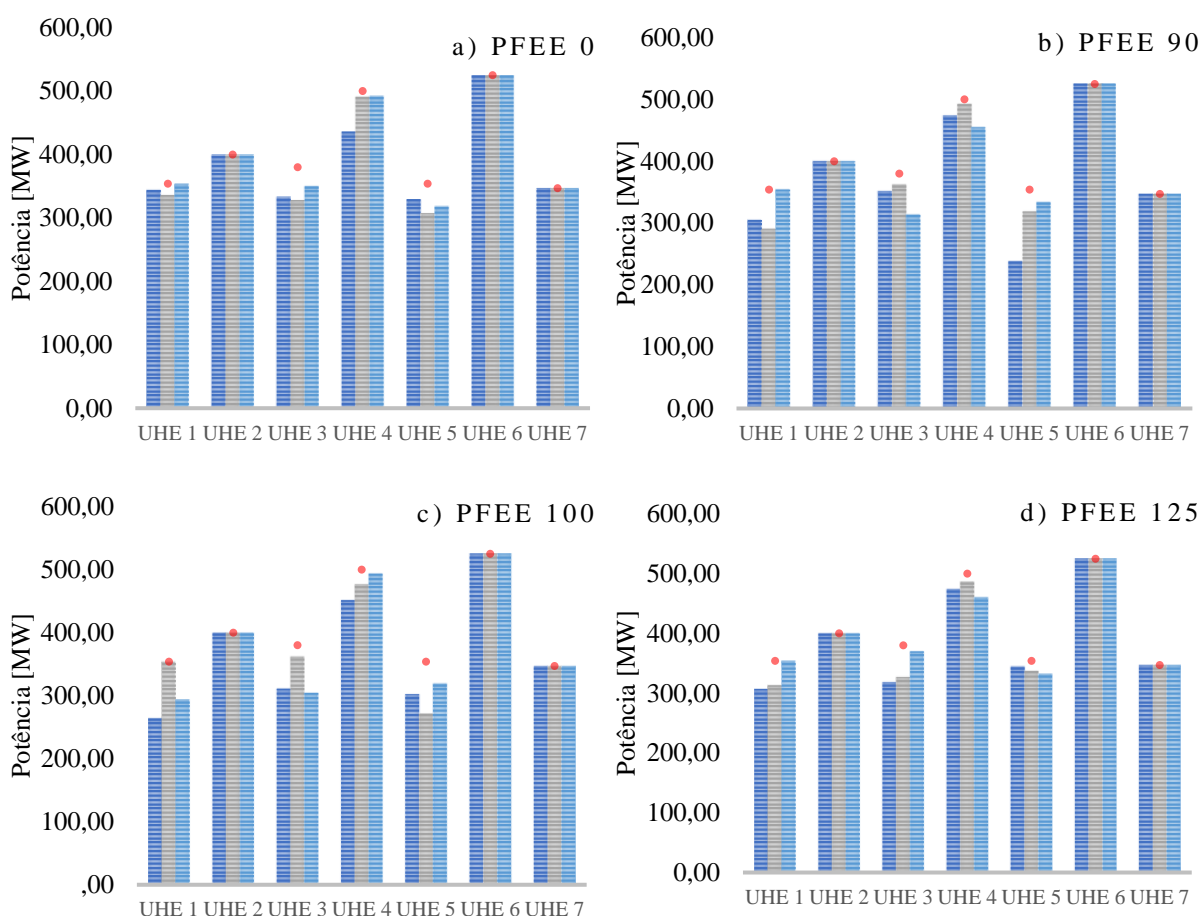 a) PFEE 0
Potência [MW]
600,00
500,00
400,00
300,00
200,00
100,00
0,00
UHE 1 UHE 2 UHE 3 UHE 4 UHE 5 UHE 6 UHE 7
b) PFEE 90
Potência [MW]
600,00
500,00
400,00
300,00
200,00
100,00
0,00
UHE 1 UHE 2 UHE 3 UHE 4 UHE 5 UHE 6 UHE 7
c) PFEE 100
Potência [MW]
600,00
500,00
400,00
300,00
200,00
100,00
,00
UHE 1 UHE 2 UHE 3 UHE 4 UHE 5 UHE 6 UHE 7
d) PFEE 125
Potência [MW]
600,00
500,00
400,00
300,00
200,00
100,00
0,00
UHE 1 UHE 2 UHE 3 UHE 4 UHE 5 UHE 6 UHE 7